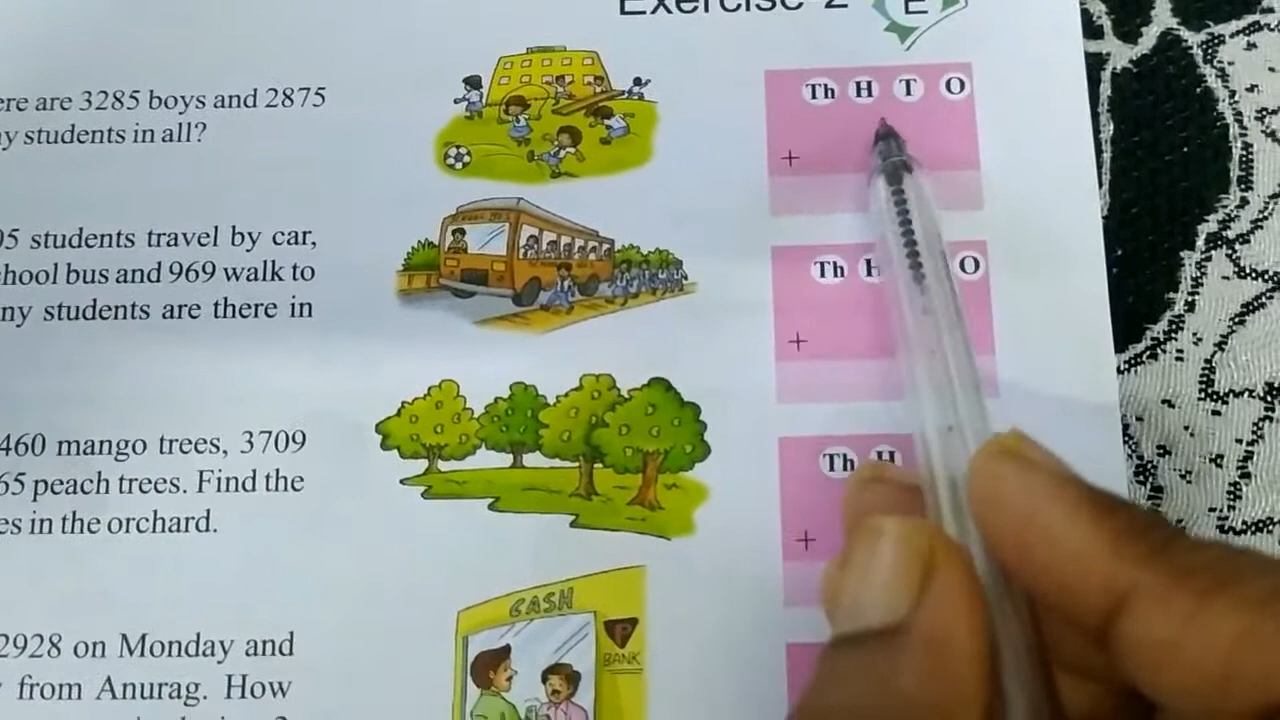 Exercise 2 E
ere are 3285 boys and 2875
y students in all?
Th H T O
+
05 students travel by car,
chool bus and 969 walk to
ny students are there in
Th H O
+
460 mango trees, 3709
65 peach trees. Find the
es in the orchard.
Th H
+
CASH
BANK
2928 on Monday and
from Anurag. How